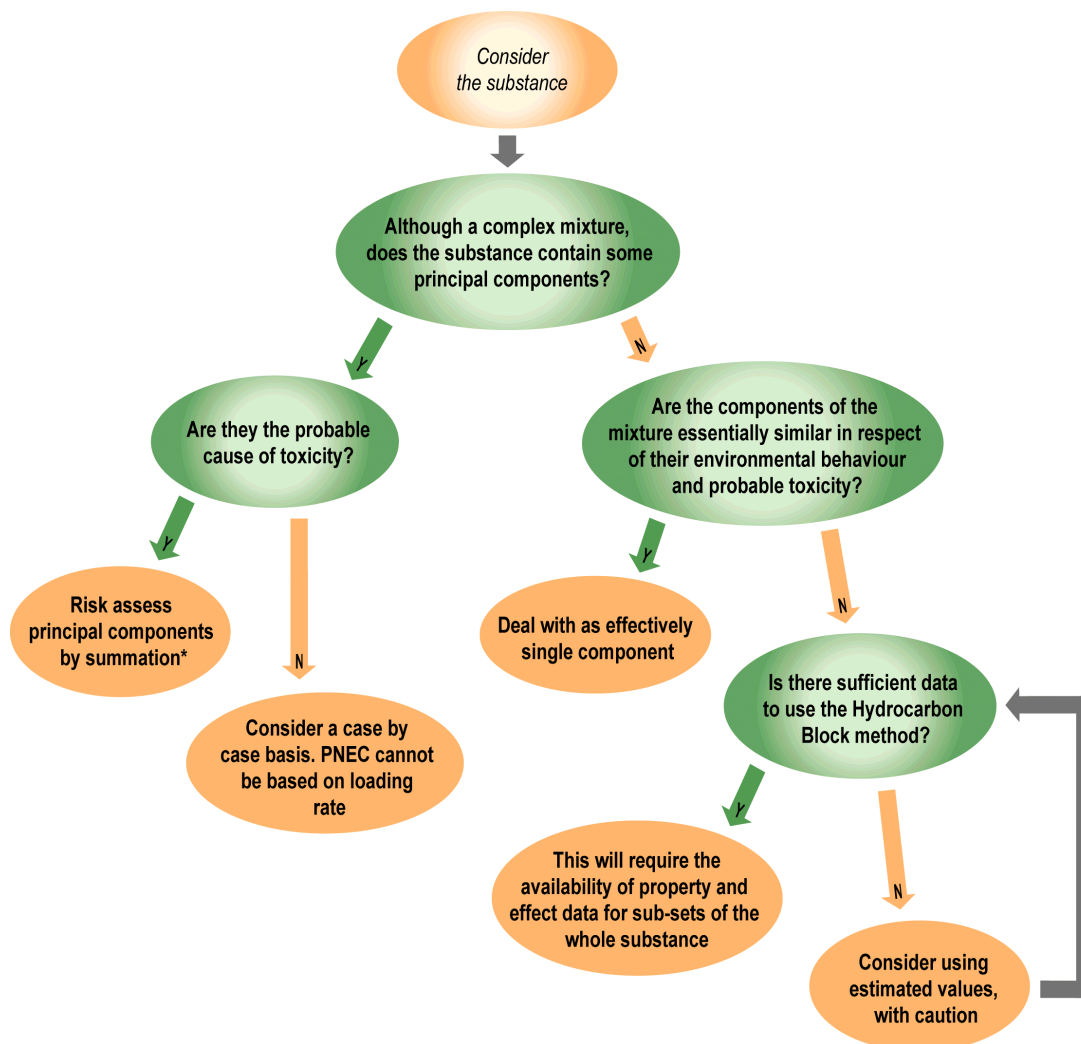 Consider
the substance
Although a complex mixture,
does the substance contain some
principal components?
Y
N
Are they the probable
cause of toxicity?
Are the components of the
mixture essentially similar in respect
of their environmental behaviour
and probable toxicity?
Y
N
Y
N
Risk assess
principal components
by summation*
Deal with as effectively
single component
Consider a case by
case basis. PNEC cannot
be based on loading
rate
Is there sufficient data
to use the Hydrocarbon
Block method?
Y
N
This will require the
availability of property and
effect data for sub-sets of the
whole substance
Consider using
estimated values,
with caution